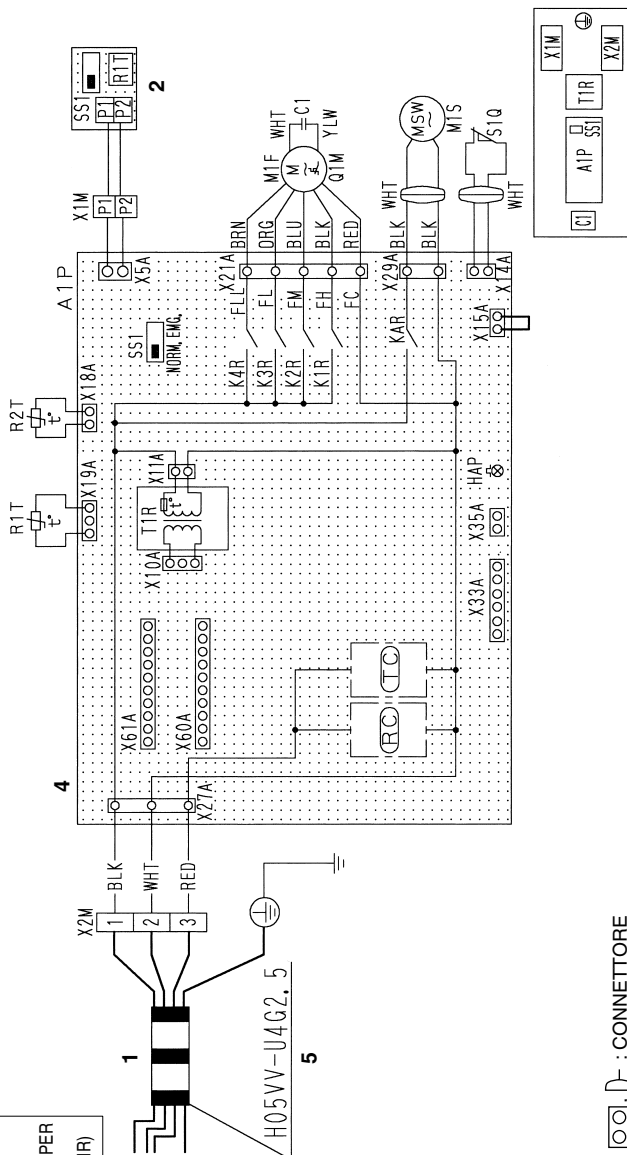 PER
IR)
1
X2M
1
2
3
BLK
WHT
RED
H05VV-U4G2.5
5
4
X27A
X61A
X60A
RC
TC
R1T
t°
X19A
R2T
t°
X18A
X10A
T1R
t°
X11A
X33A
X35A
HAP
A1P
SS1
NORM. EMG.
X5A
X1M
P1
P2
SS1
P1
P2
R1T
2
K4R
K3R
K2R
K1R
FLL
FL
FM
FH
FC
X21A
BRN
ORG
BLU
BLK
RED
M1F
M
Q1M
WHT
C1
YLW
KAR
X29A
BLK
BLK
WHT
MSW
M1S
X15A
X14A
WHT
S1Q
C1
A1P
SS1
T1R
X1M
X2M
: CONNETTORE